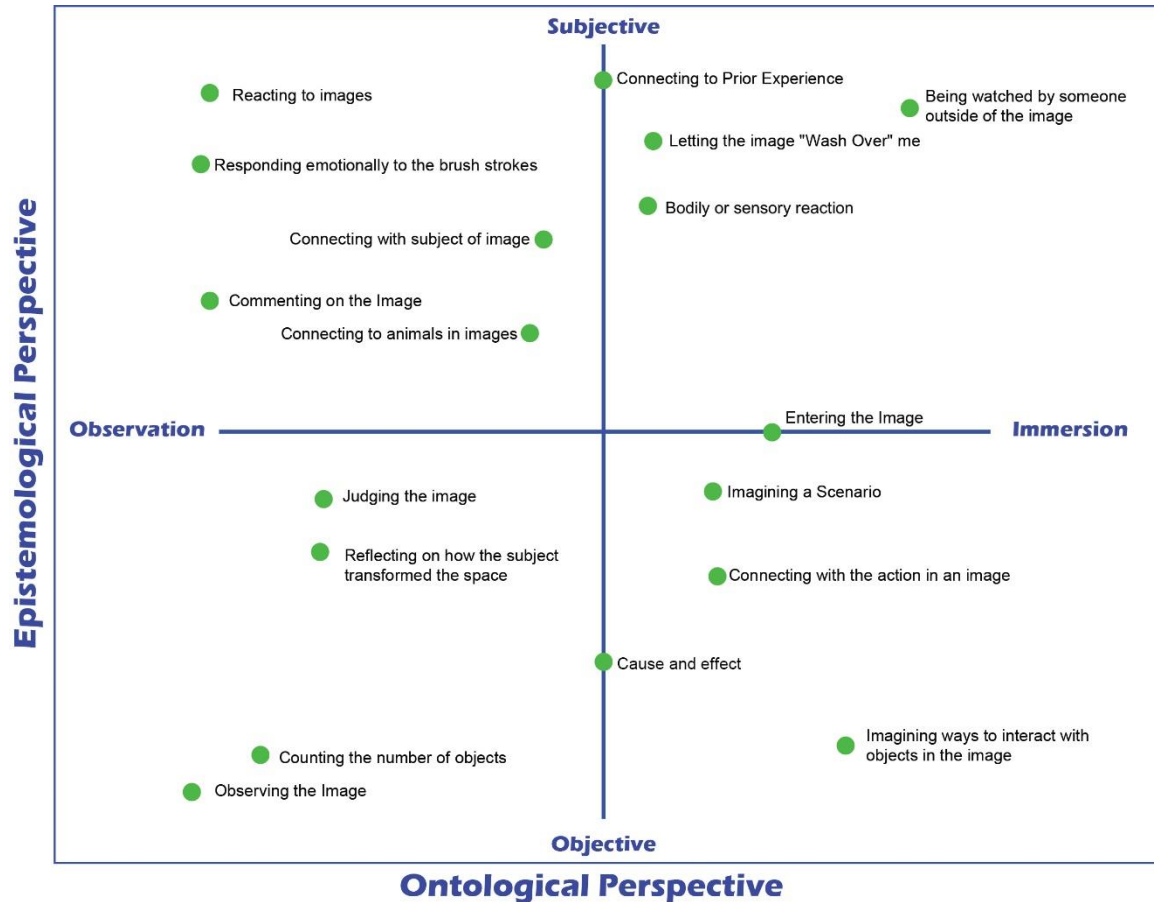 Subjective
Connecting to Prior Experience
Reacting to images
Being watched by someone
outside of the image
Letting the image "Wash Over" me
Responding emotionally to the brush strokes
Bodily or sensory reaction
Connecting with subject of image
Commenting on the Image
Connecting to animals in images
Epistemological Perspective
Observation
Entering the Image
Immersion
Judging the image
Imagining a Scenario
Reflecting on how the subject
transformed the space
Connecting with the action in an image
Cause and effect
Imagining ways to interact with
objects in the image
Counting the number of objects
Observing the Image
Objective
Ontological Perspective